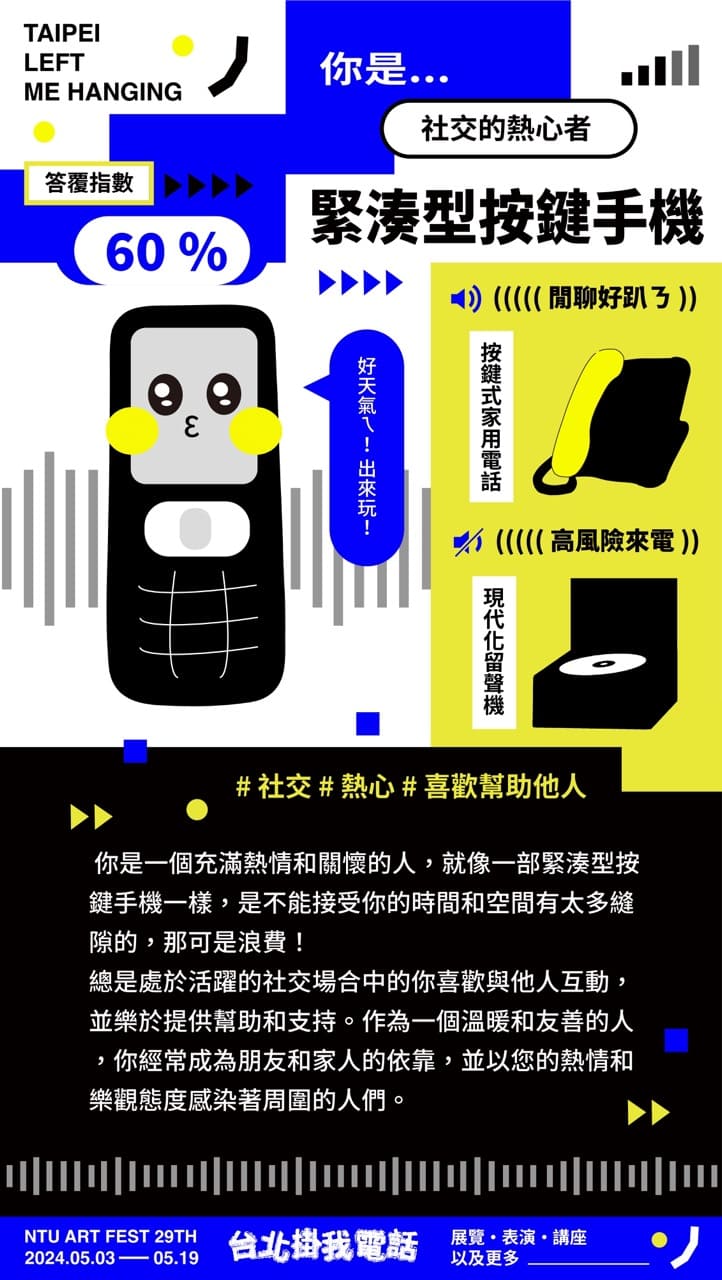 TAIPEI
LEFT
ME HANGING
你是...
社交的熱心者
答覆指數
60 %
緊湊型按鍵手機
((((( 閒聊好趴ㄋ ))
按鍵式家用電話
好天氣ㄟ！出來玩！
((((( 高風險來電 ))
現代化留聲機
# 社交 # 熱心 # 喜歡幫助他人
你是一個充滿熱情和關懷的人，就像一部緊湊型按
鍵手機一樣，是不能接受你的時間和空間有太多縫
隙的，那可是浪費！
總是處於活躍的社交場合中的你喜歡與他人互動，
並樂於提供幫助和支持。作為一個溫暖和友善的人
，你經常成為朋友和家人的依靠，並以您的熱情和
樂觀態度感染著周圍的人們。
NTU ART FEST 29TH
2024.05.03 — 05.19
台北掛我電話
展覽・表演・講座
以及更多